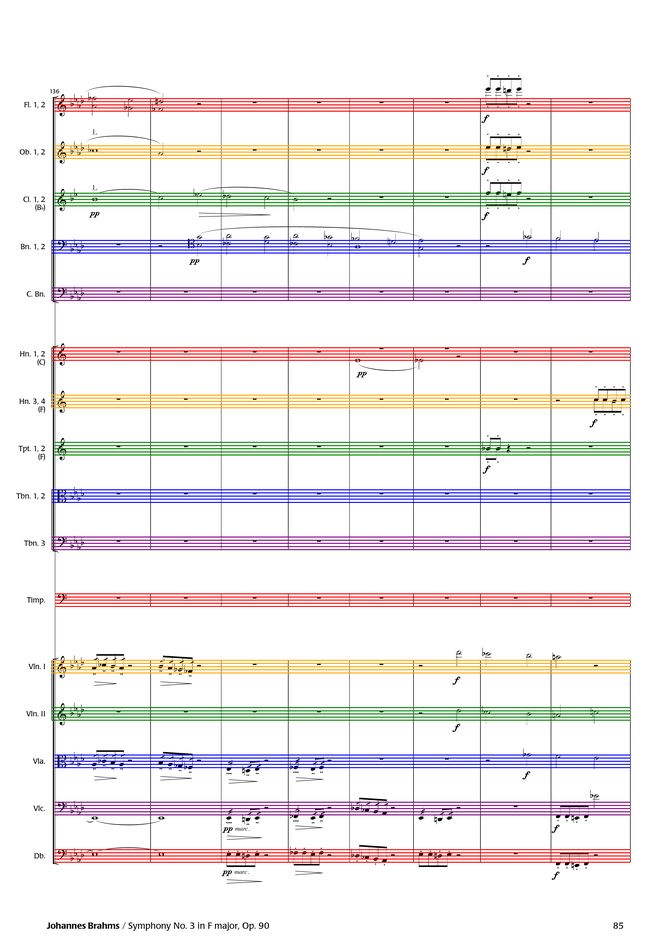 136
Fl. 1, 2
f
1.
Ob. 1, 2
f
1.
Cl. 1, 2
(B♭)
pp
f
Bn. 1, 2
pp
f
C. Bn.
Hn. 1, 2
(C)
pp
Hn. 3, 4
(F)
f
Tpt. 1, 2
(F)
f
Tbn. 1, 2
Tbn. 3
Timp.
Vln. I
f
Vln. II
f
Vla.
f
Vlc.
pp marc.
f
Db.
pp marc.
f
Johannes Brahms / Symphony No. 3 in F major, Op. 90
85